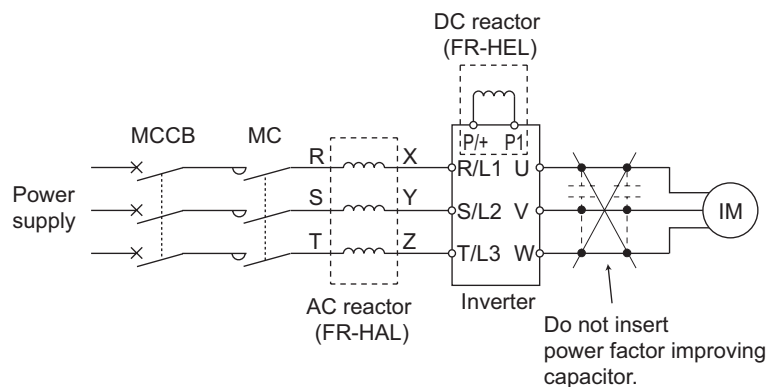 DC reactor
(FR-HEL)
MCCB
MC
P/+ P1
R X R/L1 U
Power
supply
S Y S/L2 V
IM
T Z T/L3 W
AC reactor
(FR-HAL)
Inverter
Do not insert
power factor improving
capacitor.